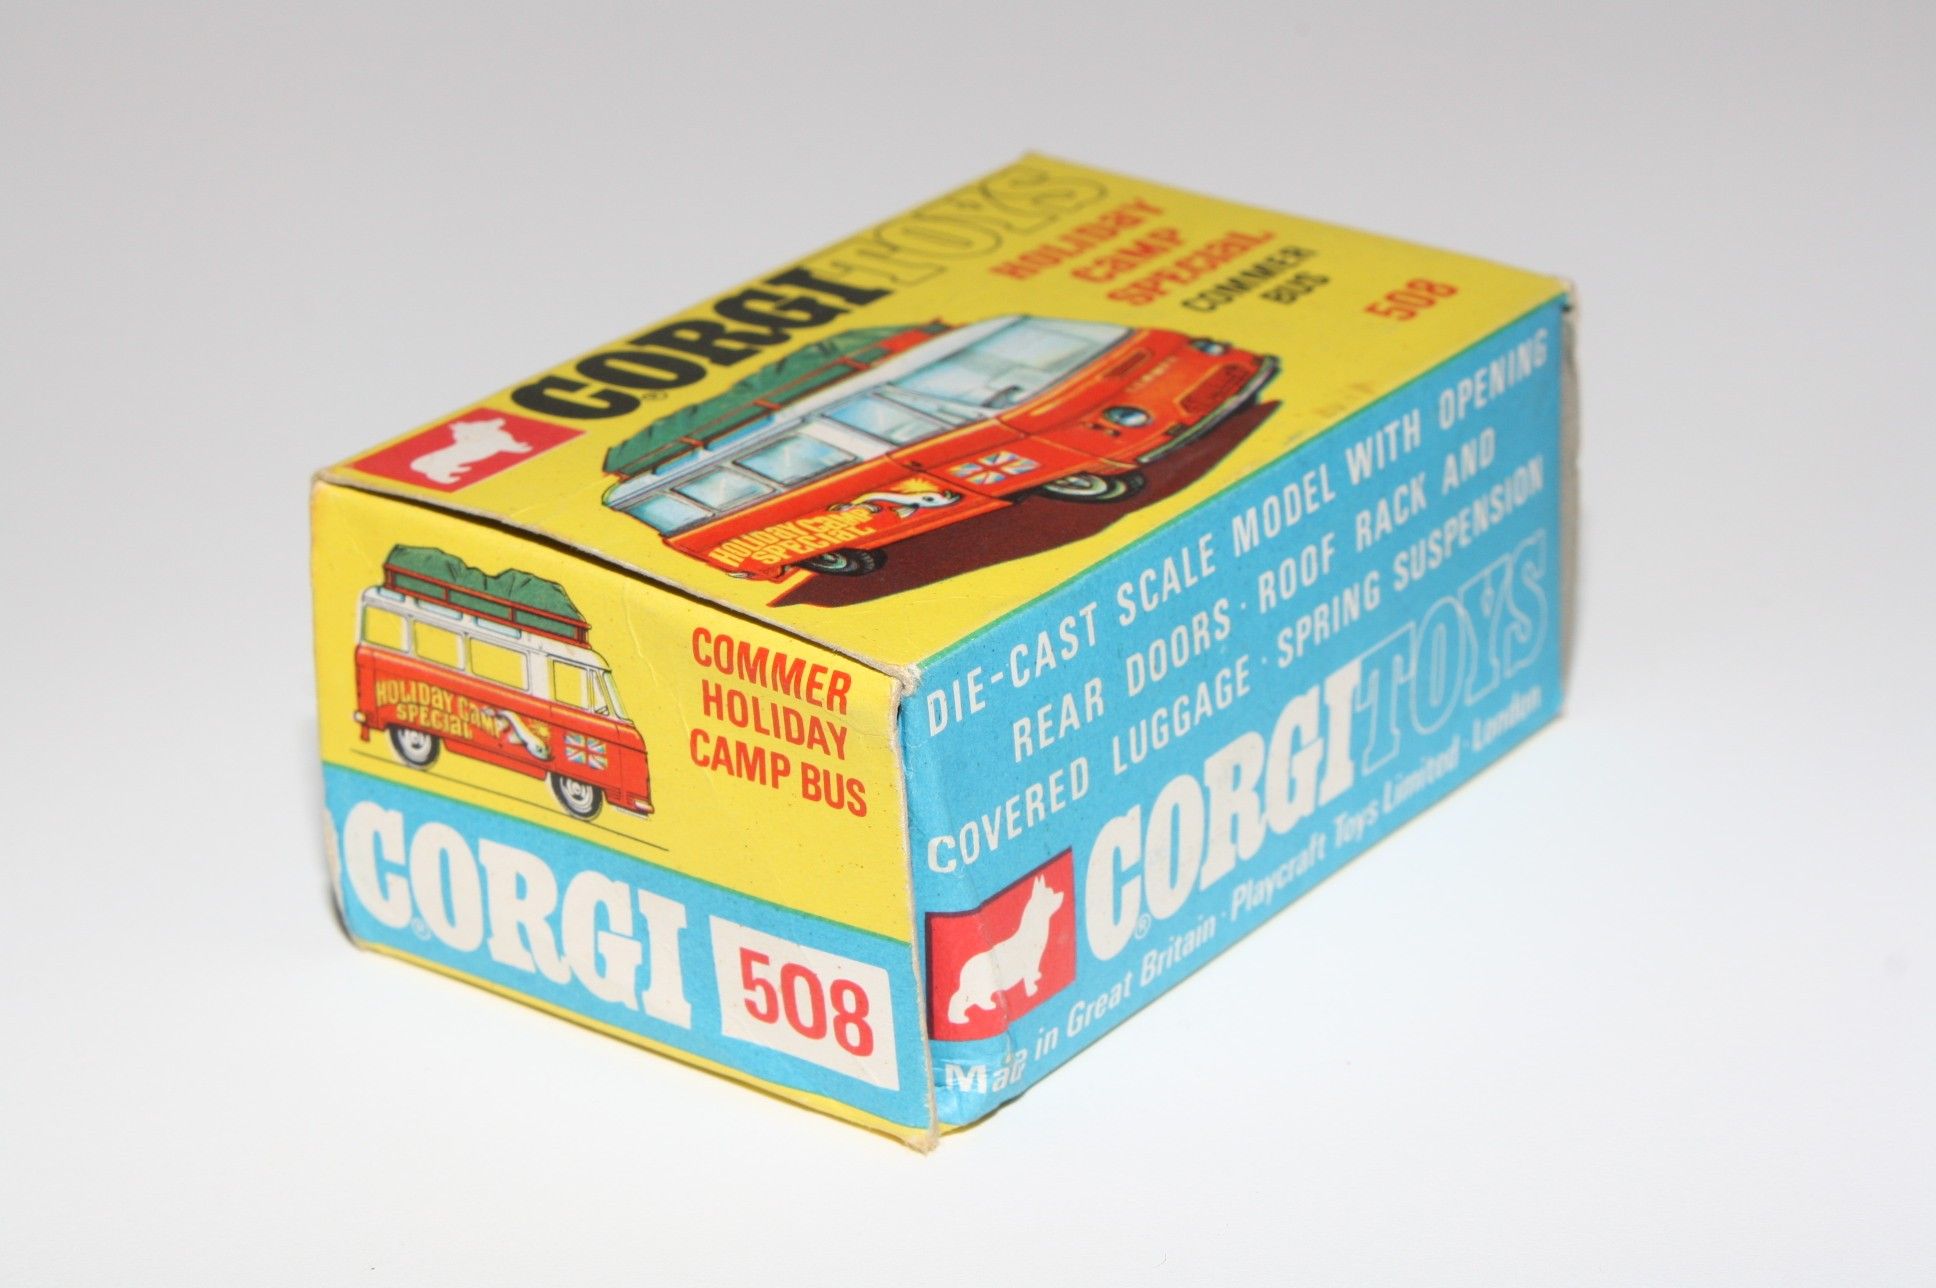 CORGI TOYS
®
HOLIDAY
CAMP
SPECIAL
COMMER
BUS
508
HOLIDAY CAMP
SPECIAL
COMMER
HOLIDAY
CAMP BUS
HOLIDAY CAMP
SPECIAL
CORGI
®
508
DIE-CAST SCALE MODEL WITH OPENING
REAR DOORS · ROOF RACK AND
COVERED LUGGAGE · SPRING SUSPENSION
CORGI TOYS
®
Made in Great Britain · Playcraft Toys Limited · London